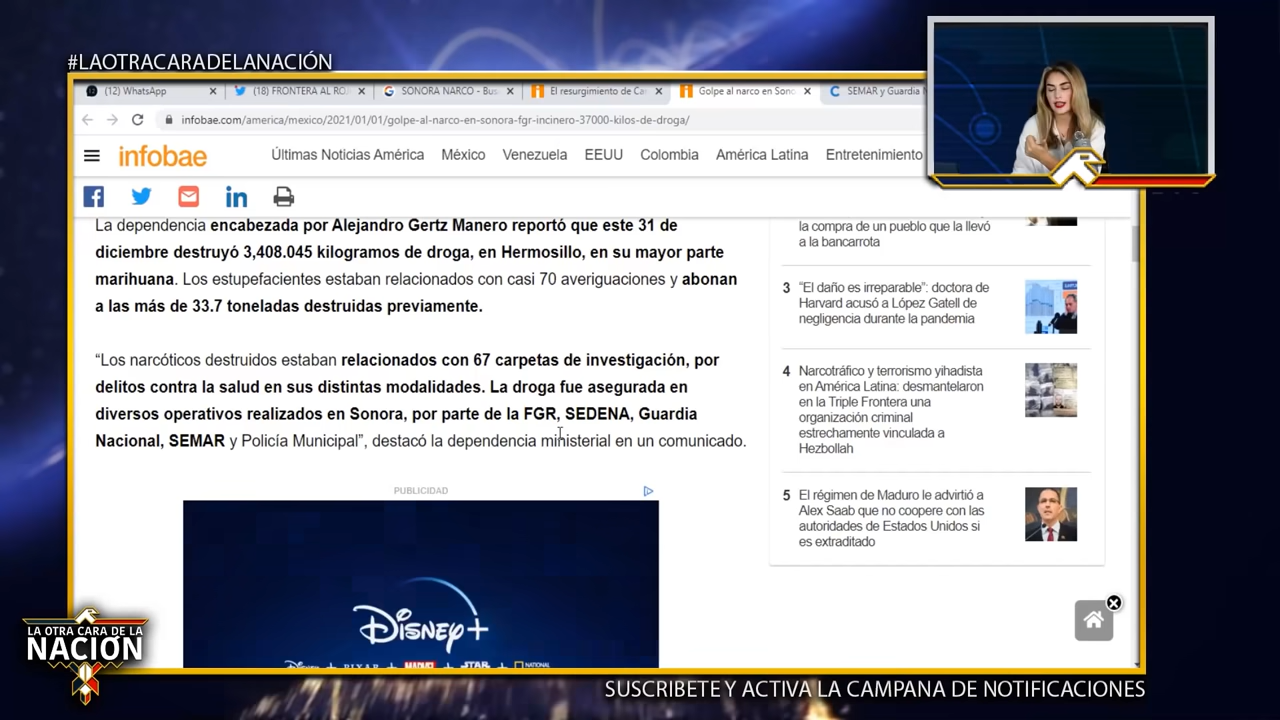 #LAOTRACARADELANACIÓN
(12) WhatsApp
(18) FRONTERA AL RO
SONORA NARCO - Bus
El resurgimiento de Ca
Golpe al narco en Sono
SEMAR y Guardia N
infobae.com/america/mexico/2021/01/01/golpe-al-narco-en-sonora-fgr-incinero-37000-kilos-de-droga/
infobae
Últimas Noticias América
México
Venezuela
EEUU
Colombia
América Latina
Entretenimiento
La dependencia encabezada por Alejandro Gertz Manero reportó que este 31 de
diciembre destruyó 3,408.045 kilogramos de droga, en Hermosillo, en su mayor parte
marihuana. Los estupefacientes estaban relacionados con casi 70 averiguaciones y abonan
a las más de 33.7 toneladas destruidas previamente.
“Los narcóticos destruidos estaban relacionados con 67 carpetas de investigación, por
delitos contra la salud en sus distintas modalidades. La droga fue asegurada en
diversos operativos realizados en Sonora, por parte de la FGR, SEDENA, Guardia
Nacional, SEMAR y Policía Municipal”, destacó la dependencia ministerial en un comunicado.
PUBLICIDAD
Disney+
DISNEY + PIXAR + MARVEL + STAR + NATIONAL
la compra de un pueblo que la llevó
a la bancarrota
3 “El daño es irreparable”: doctora de
Harvard acusó a López Gatell de
negligencia durante la pandemia
4 Narcotráfico y terrorismo yihadista
en América Latina: desmantelaron
en la Triple Frontera una
organización criminal
estrechamente vinculada a
Hezbollah
5 El régimen de Maduro le advirtió a
Alex Saab que no coopere con las
autoridades de Estados Unidos si
es extraditado
LA OTRA CARA DE LA
NACIÓN
SUSCRIBETE Y ACTIVA LA CAMPANA DE NOTIFICACIONES